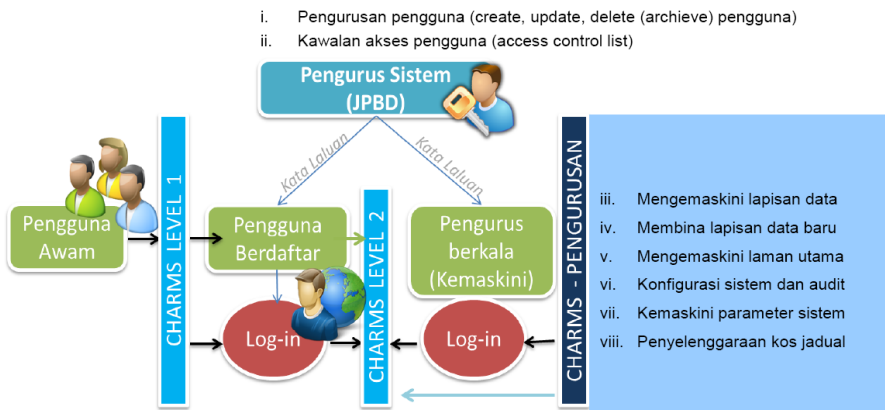 i. Pengurusan pengguna (create, update, delete (archieve) pengguna)
ii. Kawalan akses pengguna (access control list)
Pengurus Sistem
(JPBD)
Kata Laluan
Kata Laluan
Pengguna
Awam
CHARMS LEVEL 1
Pengguna
Berdaftar
Log-in
CHARMS LEVEL 2
Pengurus
berkala
(Kemaskini)
Log-in
CHARMS - PENGURUSAN
iii. Mengemaskini lapisan data
iv. Membina lapisan data baru
v. Mengemaskini laman utama
vi. Konfigurasi sistem dan audit
vii. Kemaskini parameter sistem
viii. Penyelenggaraan kos jadual